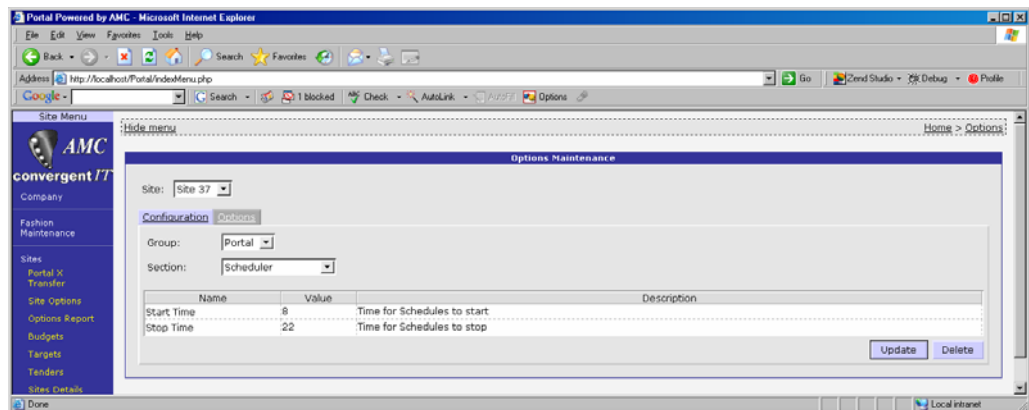 Portal Powered by AMC - Microsoft Internet Explorer
File Edit View Favorites Tools Help
Back Search Favorites
Address http://localhost/Portal/indexMenu.php Go Zend Studio Debug Profile
Google Search 1 blocked Check AutoLink AutoFill Options
Site Menu
Hide menu Home > Options
AMC
convergent IT
Options Maintenance
Site: Site 37
Company
Configuration Options
Fashion
Maintenance
Group: Portal
Section: Scheduler
Sites
Portal X
Transfer
Site Options
Options Report
Budgets
Targets
Tenders
Sites Details
Name Value Description
Start Time 8 Time for Schedules to start
Stop Time 22 Time for Schedules to stop
Update Delete
Done Local intranet